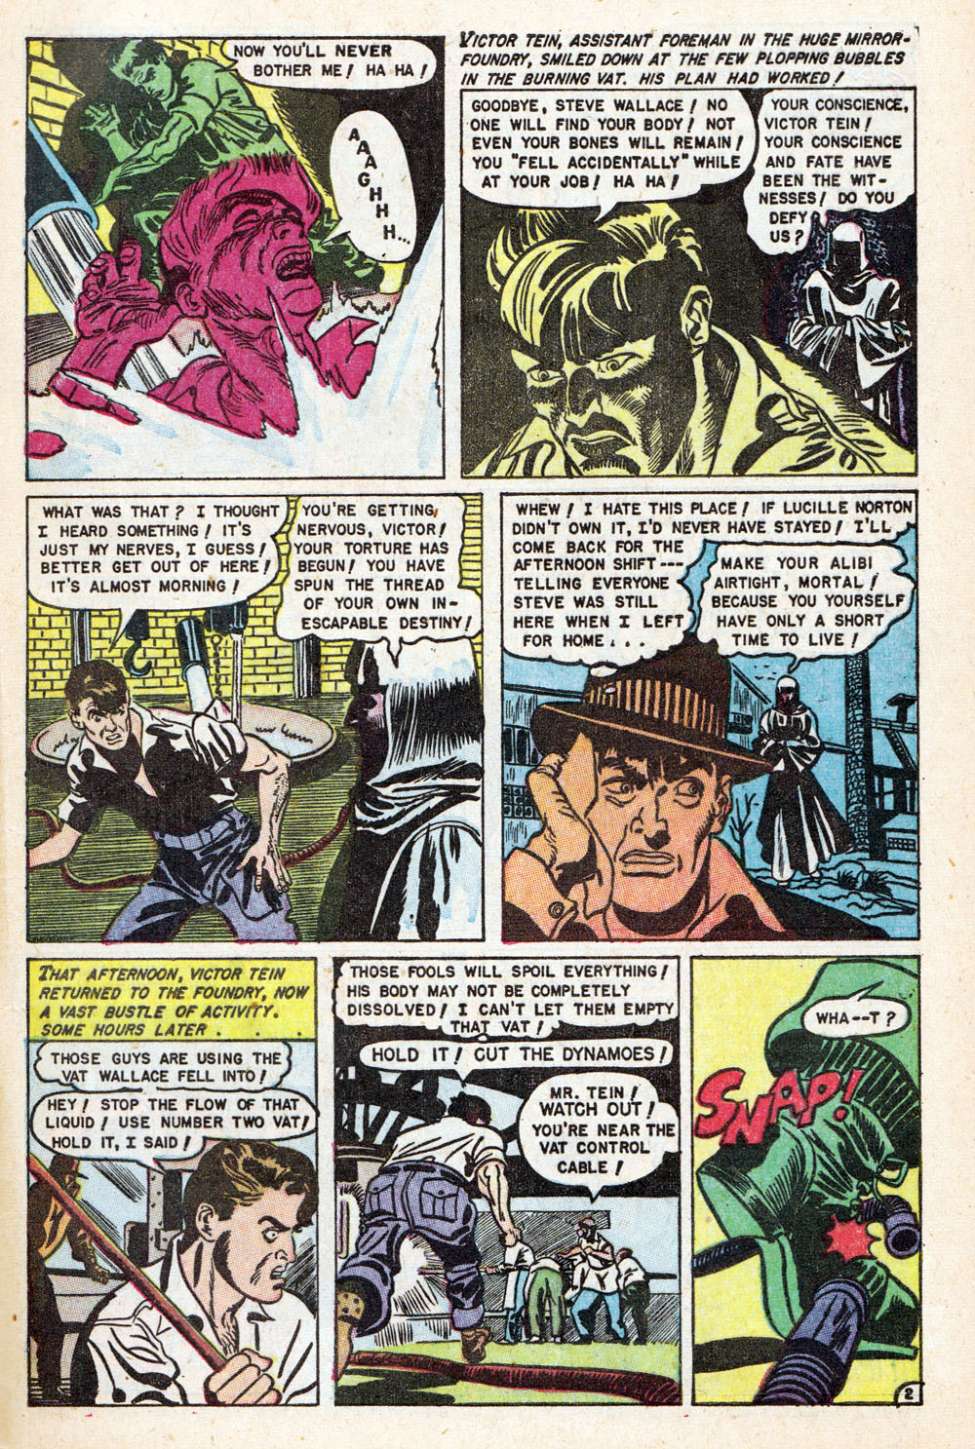 NOW YOU'LL NEVER
BOTHER ME! HA HA!
AAAGHHH...
VICTOR TEIN, ASSISTANT FOREMAN IN THE HUGE MIRROR-
FOUNDRY, SMILED DOWN AT THE FEW PLOPPING BUBBLES
IN THE BURNING VAT. HIS PLAN HAD WORKED!
GOODBYE, STEVE WALLACE! NO
ONE WILL FIND YOUR BODY! NOT
EVEN YOUR BONES WILL REMAIN!
YOU "FELL ACCIDENTALLY" WHILE
AT YOUR JOB! HA HA!
YOUR CONSCIENCE,
VICTOR TEIN!
YOUR CONSCIENCE
AND FATE HAVE
BEEN THE WIT-
NESSES! DO YOU
DEFY
US?
WHAT WAS THAT? I THOUGHT
I HEARD SOMETHING! IT'S
JUST MY NERVES, I GUESS!
BETTER GET OUT OF HERE!
IT'S ALMOST MORNING!
YOU'RE GETTING
NERVOUS, VICTOR!
YOUR TORTURE HAS
BEGUN! YOU HAVE
SPUN THE THREAD
OF YOUR OWN IN-
ESCAPABLE DESTINY!
WHEW! I HATE THIS PLACE! IF LUCILLE NORTON
DIDN'T OWN IT, I'D NEVER HAVE STAYED! I'LL
COME BACK FOR THE
AFTERNOON SHIFT---
TELLING EVERYONE
STEVE WAS STILL
HERE WHEN I LEFT
FOR HOME...
MAKE YOUR ALIBI
AIRTIGHT, MORTAL!
BECAUSE YOU YOURSELF
HAVE ONLY A SHORT
TIME TO LIVE!
THAT AFTERNOON, VICTOR TEIN
RETURNED TO THE FOUNDRY, NOW
A VAST BUSTLE OF ACTIVITY.
SOME HOURS LATER . . .
THOSE GUYS ARE USING THE
VAT WALLACE FELL INTO!
HEY! STOP THE FLOW OF THAT
LIQUID! USE NUMBER TWO VAT!
HOLD IT, I SAID!
THOSE FOOLS WILL SPOIL EVERYTHING!
HIS BODY MAY NOT BE COMPLETELY
DISSOLVED! I CAN'T LET THEM EMPTY
THAT VAT!
HOLD IT! CUT THE DYNAMOES!
MR. TEIN!
WATCH OUT!
YOU'RE NEAR THE
VAT CONTROL
CABLE!
WHA--T?
SNAP!
2